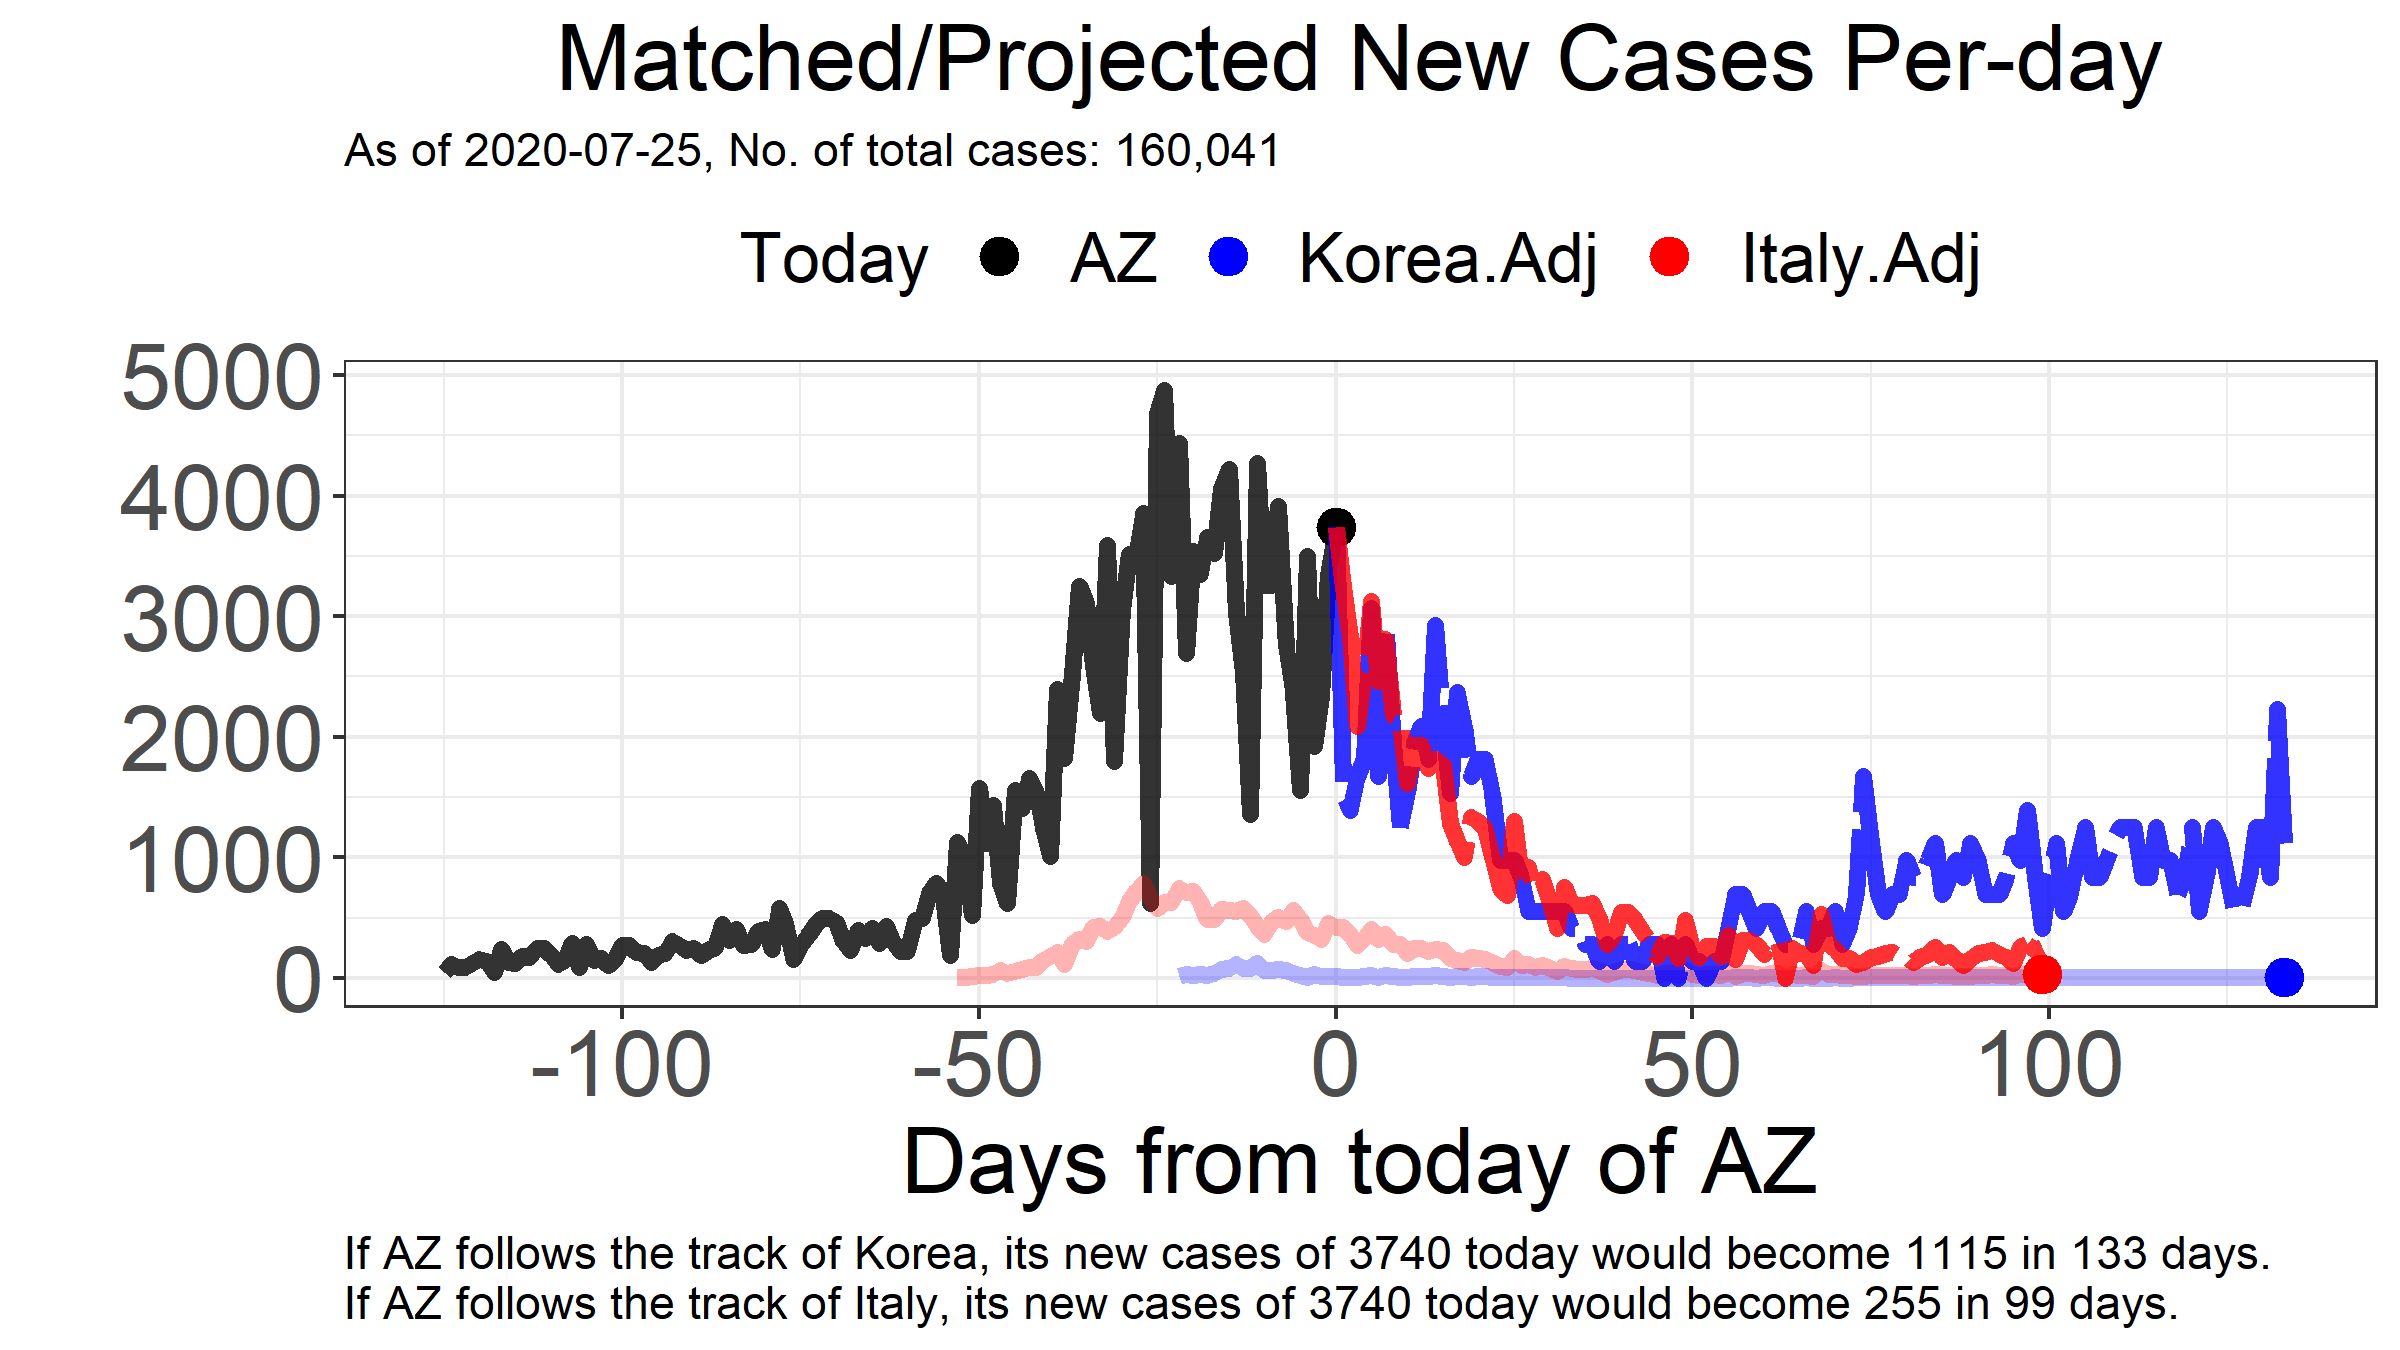 Matched/Projected New Cases Per-day
As of 2020-07-25, No. of total cases: 160,041
Today AZ Korea.Adj Italy.Adj
5000
4000
3000
2000
1000
0
-100 -50 0 50 100
Days from today of AZ
If AZ follows the track of Korea, its new cases of 3740 today would become 1115 in 133 days.
If AZ follows the track of Italy, its new cases of 3740 today would become 255 in 99 days.